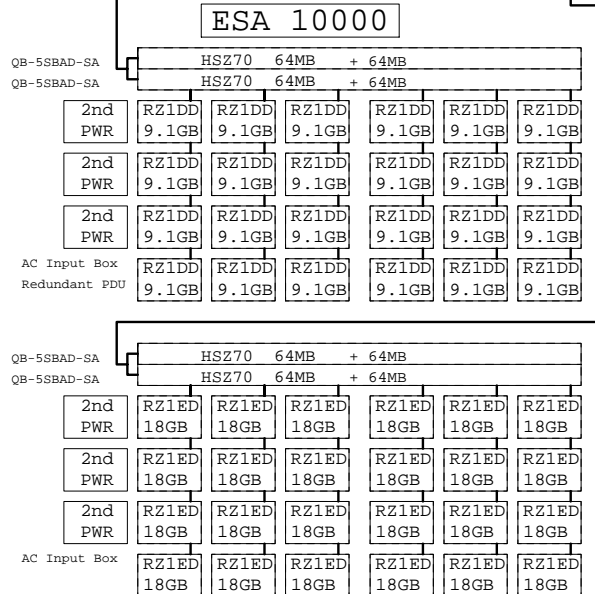 ESA 10000
QB-5SBAD-SA HSZ70 64MB + 64MB
QB-5SBAD-SA HSZ70 64MB + 64MB
2nd RZ1DD RZ1DD RZ1DD RZ1DD RZ1DD RZ1DD
PWR 9.1GB 9.1GB 9.1GB 9.1GB 9.1GB 9.1GB
2nd RZ1DD RZ1DD RZ1DD RZ1DD RZ1DD RZ1DD
PWR 9.1GB 9.1GB 9.1GB 9.1GB 9.1GB 9.1GB
2nd RZ1DD RZ1DD RZ1DD RZ1DD RZ1DD RZ1DD
PWR 9.1GB 9.1GB 9.1GB 9.1GB 9.1GB 9.1GB
AC Input Box RZ1DD RZ1DD RZ1DD RZ1DD RZ1DD RZ1DD
Redundant PDU 9.1GB 9.1GB 9.1GB 9.1GB 9.1GB 9.1GB
QB-5SBAD-SA HSZ70 64MB + 64MB
QB-5SBAD-SA HSZ70 64MB + 64MB
2nd RZ1ED RZ1ED RZ1ED RZ1ED RZ1ED RZ1ED
PWR 18GB 18GB 18GB 18GB 18GB 18GB
2nd RZ1ED RZ1ED RZ1ED RZ1ED RZ1ED RZ1ED
PWR 18GB 18GB 18GB 18GB 18GB 18GB
2nd RZ1ED RZ1ED RZ1ED RZ1ED RZ1ED RZ1ED
PWR 18GB 18GB 18GB 18GB 18GB 18GB
AC Input Box RZ1ED RZ1ED RZ1ED RZ1ED RZ1ED RZ1ED
18GB 18GB 18GB 18GB 18GB 18GB